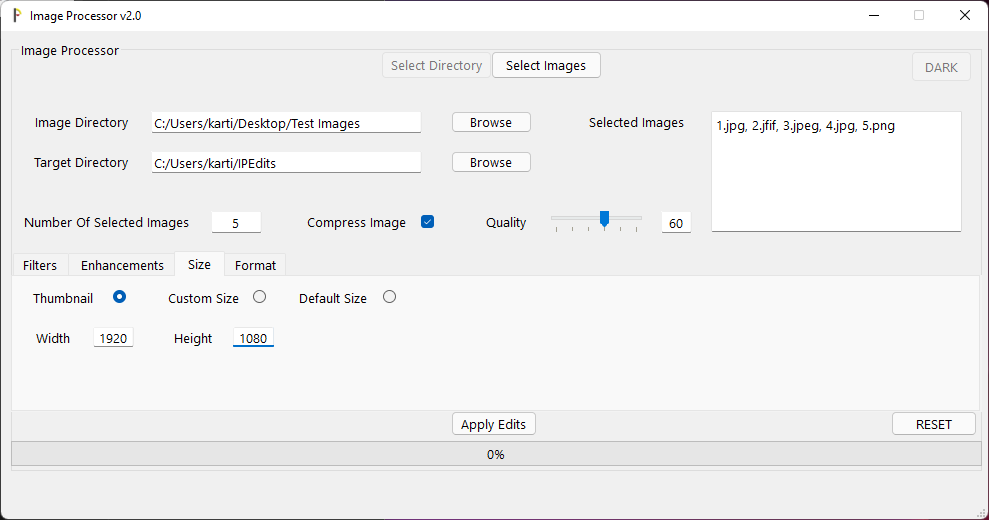 Image Processor v2.0
Image Processor
Select Directory Select Images DARK
Image Directory C:/Users/karti/Desktop/Test Images Browse Selected Images 1.jpg, 2.jfif, 3.jpeg, 4.jpg, 5.png
Target Directory C:/Users/karti/IPEdits Browse
Number Of Selected Images 5 Compress Image Quality 60
Filters Enhancements Size Format
Thumbnail Custom Size Default Size
Width 1920 Height 1080
Apply Edits RESET
0%